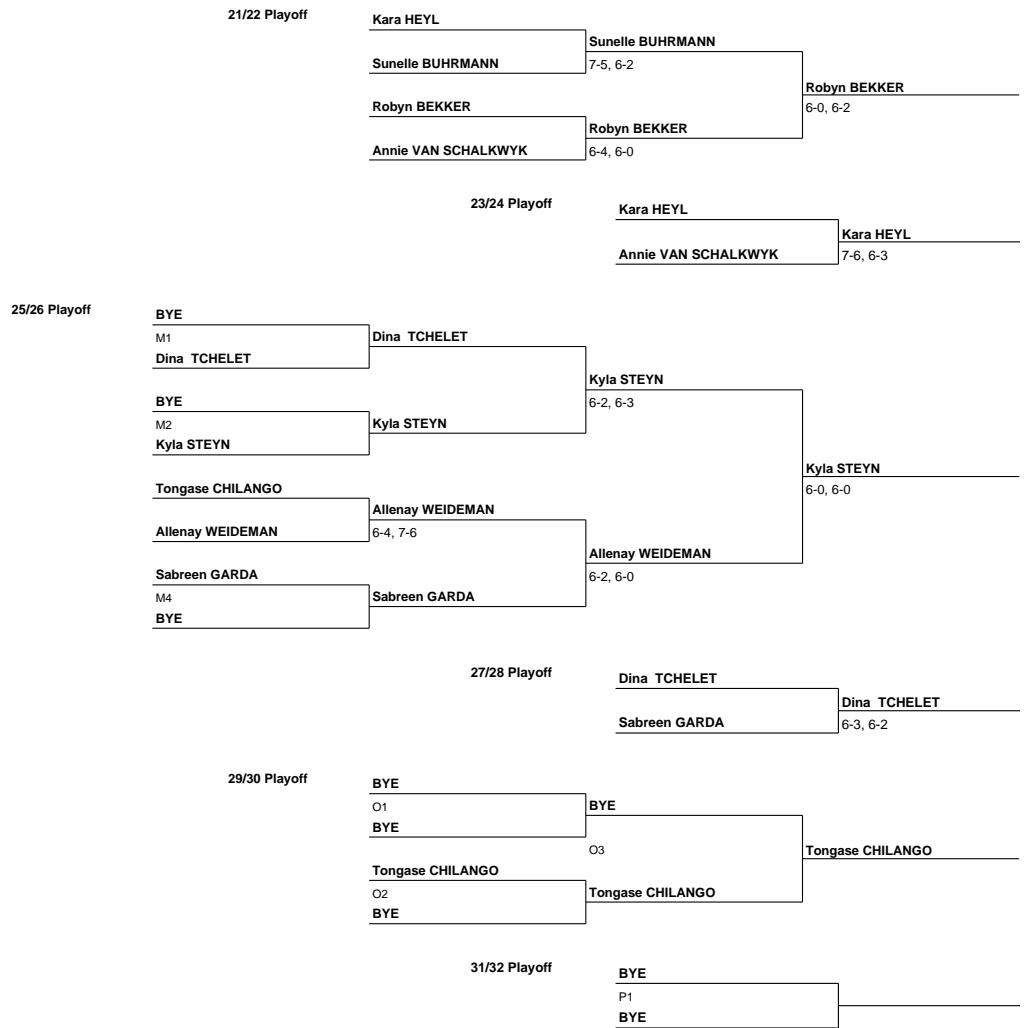 21/22 Playoff
Kara HEYL
Sunelle BUHRMANN
Sunelle BUHRMANN
7-5, 6-2
Robyn BEKKER
6-0, 6-2
Robyn BEKKER
Robyn BEKKER
Annie VAN SCHALKWYK
6-4, 6-0
23/24 Playoff
Kara HEYL
Kara HEYL
Annie VAN SCHALKWYK
7-6, 6-3
25/26 Playoff
BYE
M1
Dina TCHELET
Dina TCHELET
Kyla STEYN
6-2, 6-3
BYE
M2
Kyla STEYN
Kyla STEYN
Kyla STEYN
6-0, 6-0
Tongase CHILANGO
Allenay WEIDEMAN
Allenay WEIDEMAN
6-4, 7-6
Allenay WEIDEMAN
6-2, 6-0
Sabreen GARDA
M4
Sabreen GARDA
BYE
27/28 Playoff
Dina TCHELET
Dina TCHELET
Sabreen GARDA
6-3, 6-2
29/30 Playoff
BYE
O1
BYE
BYE
O3
Tongase CHILANGO
Tongase CHILANGO
O2
Tongase CHILANGO
BYE
31/32 Playoff
BYE
P1
BYE